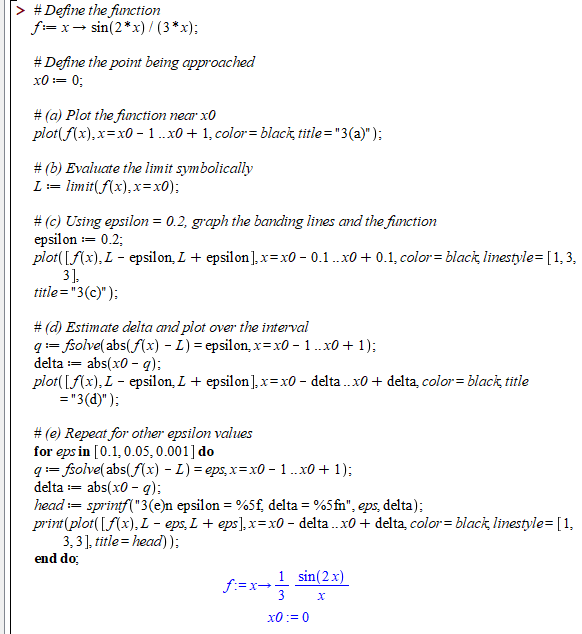 > # Define the function
f := x → sin(2*x) / (3*x);
# Define the point being approached
x0 := 0;
# (a) Plot the function near x0
plot(f(x), x = x0 − 1 ..x0 + 1, color = black, title = "3(a)");
# (b) Evaluate the limit symbolically
L := limit(f(x), x = x0);
# (c) Using epsilon = 0.2, graph the banding lines and the function
epsilon := 0.2;
plot([f(x), L − epsilon, L + epsilon], x = x0 − 0.1 ..x0 + 0.1, color = black, linestyle = [1, 3,
3],
title = "3(c)");
# (d) Estimate delta and plot over the interval
q := fsolve(abs(f(x) − L) = epsilon, x = x0 − 1 ..x0 + 1);
delta := abs(x0 − q);
plot([f(x), L − epsilon, L + epsilon], x = x0 − delta ..x0 + delta, color = black, title
= "3(d)");
# (e) Repeat for other epsilon values
for eps in [0.1, 0.05, 0.001] do
q := fsolve(abs(f(x) − L) = eps, x = x0 − 1 ..x0 + 1);
delta := abs(x0 − q);
head := sprintf("3(e)n epsilon = %5f, delta = %5fn", eps, delta);
print(plot([f(x), L − eps, L + eps], x = x0 − delta ..x0 + delta, color = black, linestyle = [1,
3, 3], title = head));
end do;
f := x→ 1/3 sin(2x)/x
x0 := 0